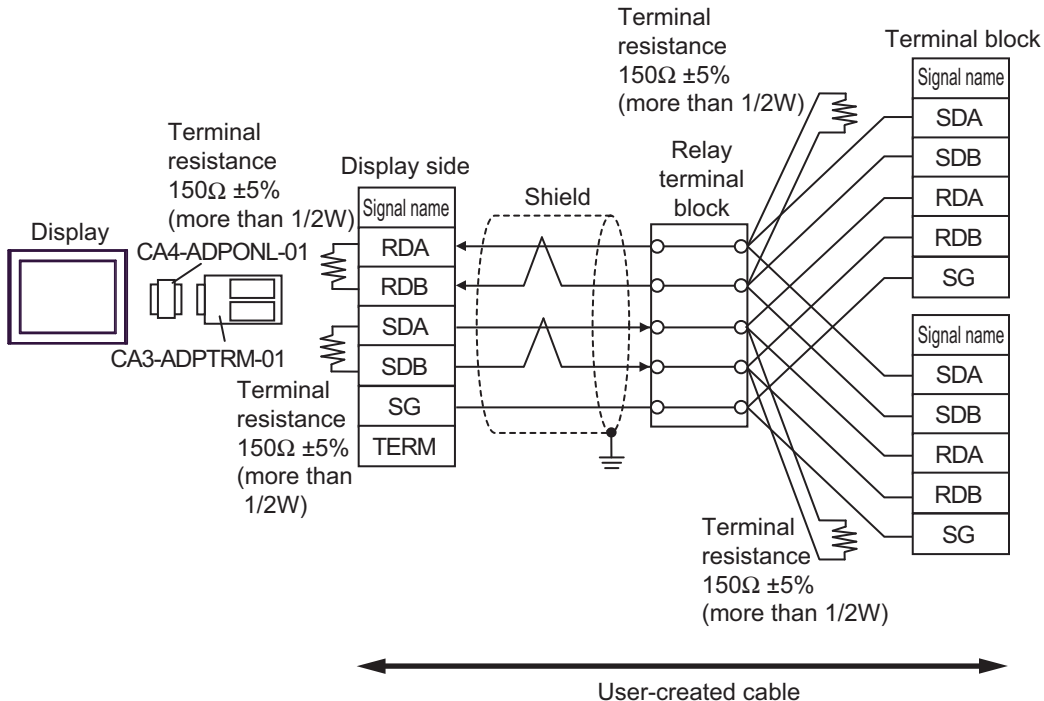 Terminal
resistance
150Ω ±5%
(more than 1/2W)
Terminal block
Signal name
SDA
SDB
RDA
RDB
SG
Terminal
resistance
150Ω ±5%
(more than 1/2W)
Display side
Signal name
RDA
RDB
SDA
SDB
SG
TERM
Shield
Relay
terminal
block
Display
CA4-ADPONL-01
CA3-ADPTRM-01
Terminal
resistance
150Ω ±5%
(more than
1/2W)
Signal name
SDA
SDB
RDA
RDB
SG
Terminal
resistance
150Ω ±5%
(more than 1/2W)
User-created cable